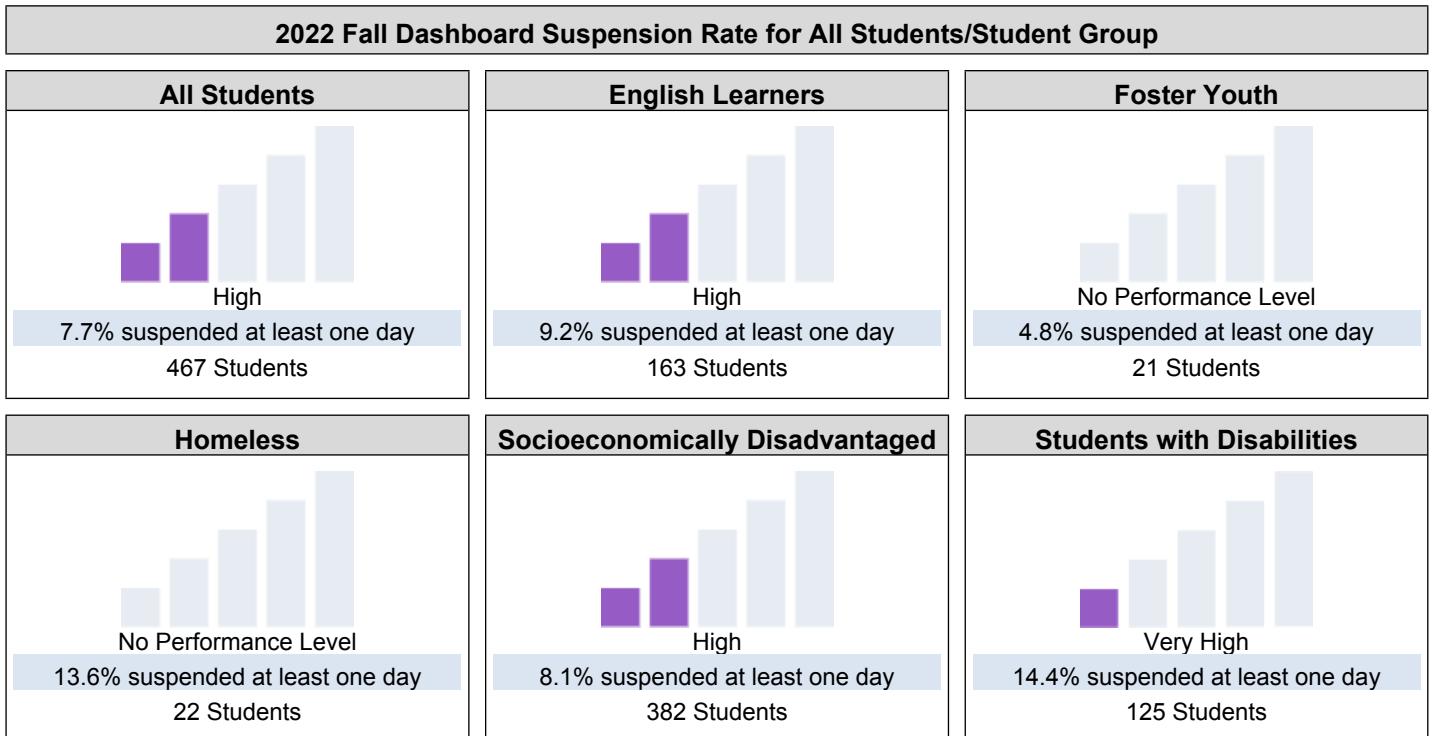 2022 Fall Dashboard Suspension Rate for All Students/Student Group
All Students
High
7.7% suspended at least one day
467 Students
English Learners
High
9.2% suspended at least one day
163 Students
Foster Youth
No Performance Level
4.8% suspended at least one day
21 Students
Homeless
No Performance Level
13.6% suspended at least one day
22 Students
Socioeconomically Disadvantaged
High
8.1% suspended at least one day
382 Students
Students with Disabilities
Very High
14.4% suspended at least one day
125 Students